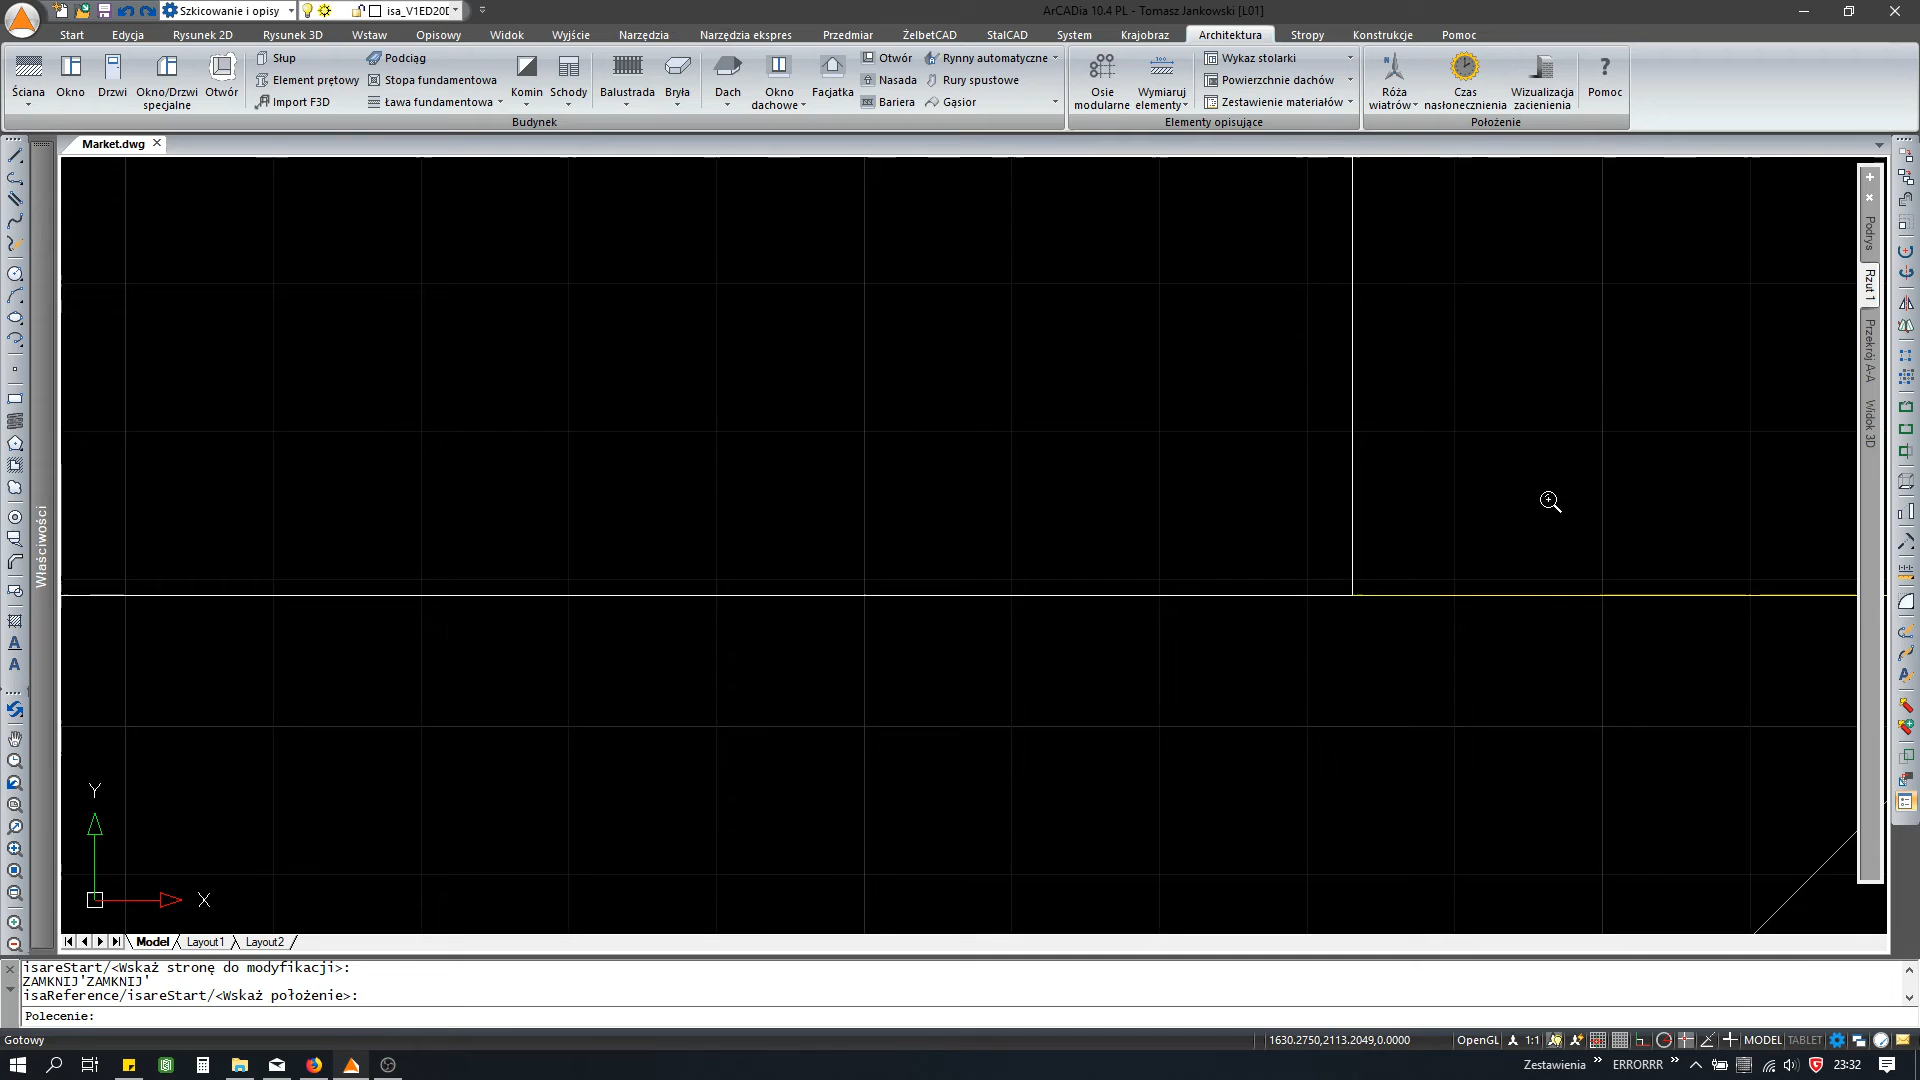 Szkicowanie i opisy
isa_V1ED20
ArCADia 10.4 PL - Tomasz Jankowski [L01]
Start
Edycja
Rysunek 2D
Rysunek 3D
Wstaw
Opisowy
Widok
Wyjście
Narzędzia
Narzędzia ekspres
Przedmiar
ŻelbetCAD
StalCAD
System
Krajobraz
Architektura
Stropy
Konstrukcje
Pomoc
Ściana
Okno
Drzwi
Okno/Drzwi
specjalne
Otwór
Słup
Element prętowy
Import F3D
Podciąg
Stopa fundamentowa
Ława fundamentowa
Komin
Schody
Balustrada
Bryła
Dach
Okno
dachowe
Facjatka
Otwór
Nasada
Bariera
Rynny automatyczne
Rury spustowe
Gąsior
Budynek
Osie
modularne
Wymiaruj
elementy
Wykaz stolarki
Powierzchnie dachów
Zestawienie materiałów
Elementy opisujące
Róża
wiatrów
Czas
nasłonecznienia
Wizualizacja
zacienienia
Pomoc
Położenie
Market.dwg
Właściwości
Podrys
Rzut 1
Przekrój A-A
Widok 3D
Y
X
Model
Layout1
Layout2
isareStart/<Wskaż stronę do modyfikacji>:
ZAMKNIJ'ZAMKNIJ'
isaReference/isareStart/<Wskaż położenie>:
Polecenie:
Gotowy
1630.2750,2113.2049,0.0000
OpenGL
1:1
MODEL
TABLET
Zestawienia
ERRORRR
23:32